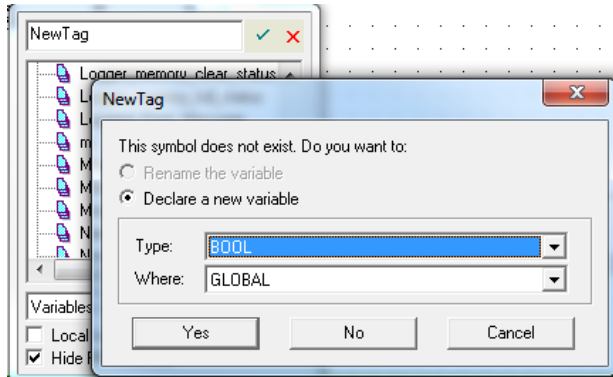 NewTag
Logger memory clear status
NewTag
This symbol does not exist. Do you want to:
Rename the variable
Declare a new variable
Type: BOOL
Where: GLOBAL
Variables
Yes No Cancel
Local
Hide